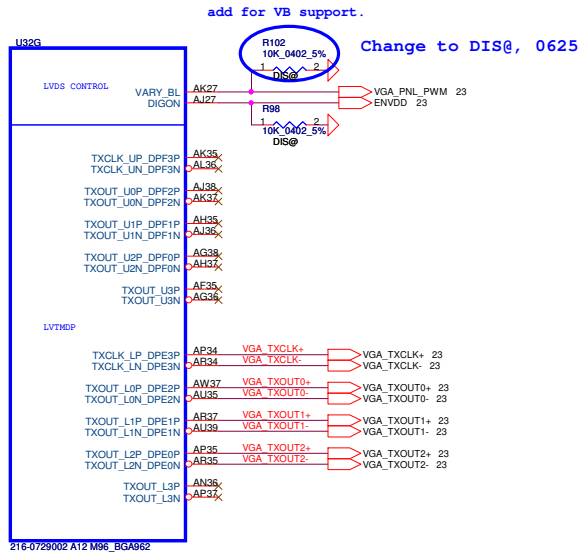 add for VB support.
U32G
R102
10K_0402_5%
Change to DIS@, 0625
1 2
DIS@
LVDS CONTROL
VARY_BL AK27 VGA_PNL_PWM 23
DIGON AJ27 ENVDD 23
R98
10K_0402_5%
1 2
DIS@
TXCLK_UP_DPF3P AK35
TXCLK_UN_DPF3N AL36
TXOUT_U0P_DPF2P AJ38
TXOUT_U0N_DPF2N AK37
TXOUT_U1P_DPF1P AH35
TXOUT_U1N_DPF1N AJ36
TXOUT_U2P_DPF0P AG38
TXOUT_U2N_DPF0N AH37
TXOUT_U3P AF35
TXOUT_U3N AG36
LVTMDP
TXCLK_LP_DPE3P AP34 VGA_TXCLK+ VGA_TXCLK+ 23
TXCLK_LN_DPE3N AR34 VGA_TXCLK- VGA_TXCLK- 23
TXOUT_L0P_DPE2P AW37 VGA_TXOUT0+ VGA_TXOUT0+ 23
TXOUT_L0N_DPE2N AU35 VGA_TXOUT0- VGA_TXOUT0- 23
TXOUT_L1P_DPE1P AR37 VGA_TXOUT1+ VGA_TXOUT1+ 23
TXOUT_L1N_DPE1N AU39 VGA_TXOUT1- VGA_TXOUT1- 23
TXOUT_L2P_DPE0P AP35 VGA_TXOUT2+ VGA_TXOUT2+ 23
TXOUT_L2N_DPE0N AR35 VGA_TXOUT2- VGA_TXOUT2- 23
TXOUT_L3P AN36
TXOUT_L3N AP37
216-0729002 A12 M96_BGA962